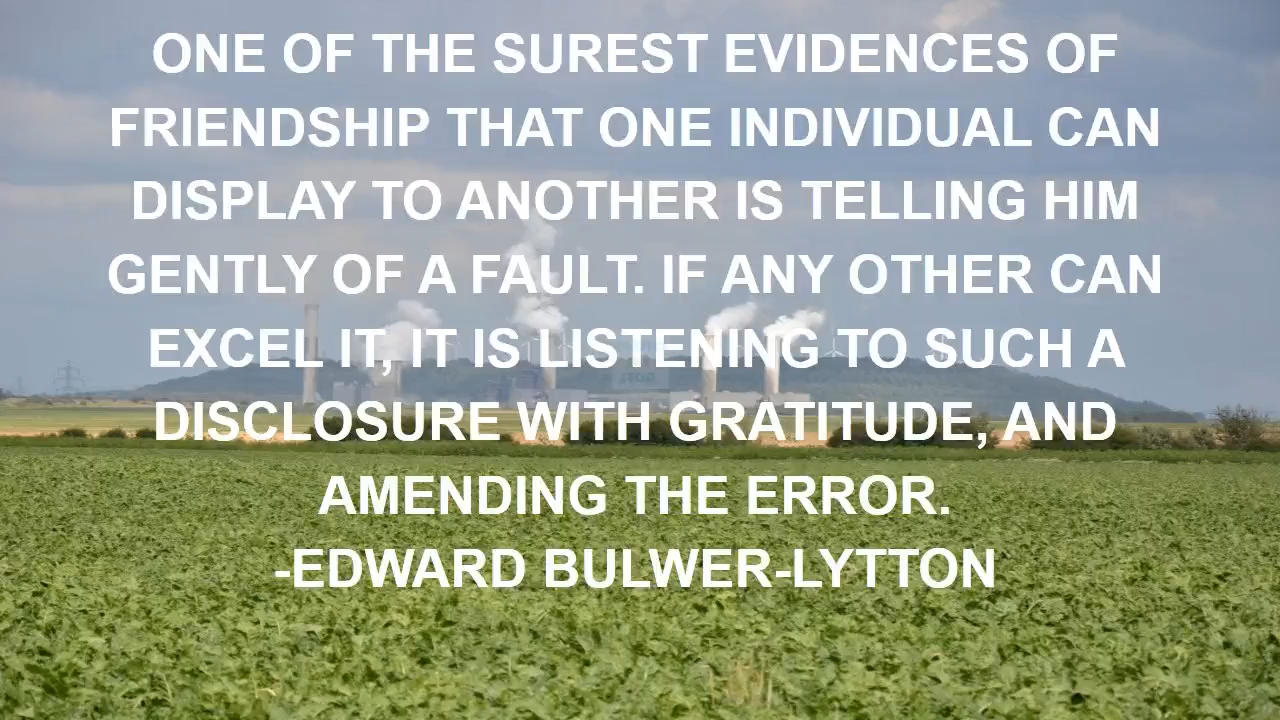 ONE OF THE SUREST EVIDENCES OF
FRIENDSHIP THAT ONE INDIVIDUAL CAN
DISPLAY TO ANOTHER IS TELLING HIM
GENTLY OF A FAULT. IF ANY OTHER CAN
EXCEL IT, IT IS LISTENING TO SUCH A
DISCLOSURE WITH GRATITUDE, AND
AMENDING THE ERROR.
-EDWARD BULWER-LYTTON